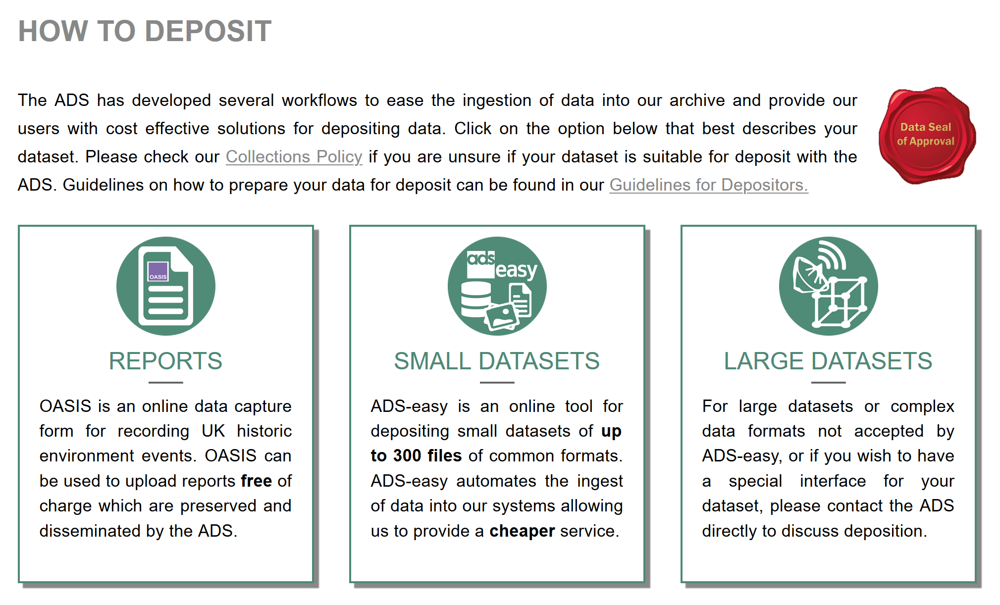 HOW TO DEPOSIT
The ADS has developed several workflows to ease the ingestion of data into our archive and provide our
users with cost effective solutions for depositing data. Click on the option below that best describes your
dataset. Please check our Collections Policy if you are unsure if your dataset is suitable for deposit with the
ADS. Guidelines on how to prepare your data for deposit can be found in our Guidelines for Depositors.
Data Seal
of Approval
OASIS
REPORTS
OASIS is an online data capture
form for recording UK historic
environment events. OASIS can
be used to upload reports free of
charge which are preserved and
disseminated by the ADS.
ads
easy
SMALL DATASETS
ADS-easy is an online tool for
depositing small datasets of up
to 300 files of common formats.
ADS-easy automates the ingest
of data into our systems allowing
us to provide a cheaper service.
LARGE DATASETS
For large datasets or complex
data formats not accepted by
ADS-easy, or if you wish to have
a special interface for your
dataset, please contact the ADS
directly to discuss deposition.